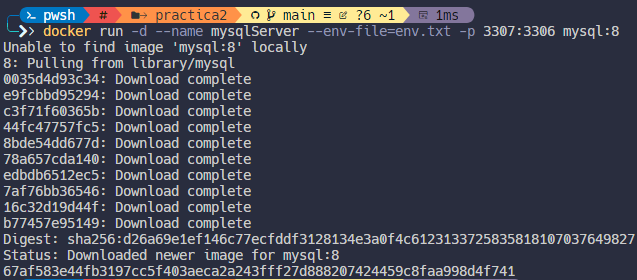 pwsh # practica2 main ≡ ?6 ~1 1ms
docker run -d --name mysqlServer --env-file=env.txt -p 3307:3306 mysql:8
Unable to find image 'mysql:8' locally
8: Pulling from library/mysql
0035d4d93c34: Download complete
e9fcbbd95294: Download complete
c3f71f60365b: Download complete
44fc47757fc5: Download complete
8bde54dd677d: Download complete
78a657cda140: Download complete
edbdb6512ec5: Download complete
7af76bb36546: Download complete
16c32d19d44f: Download complete
b77457e95149: Download complete
Digest: sha256:d26a69e1ef146c77ecfddf3128134e3a0f4c61231337258358181070376498​27
Status: Downloaded newer image for mysql:8
67af583e44fb3197cc5f403aeca2a243fff27d888207424459c8faa998d4f741